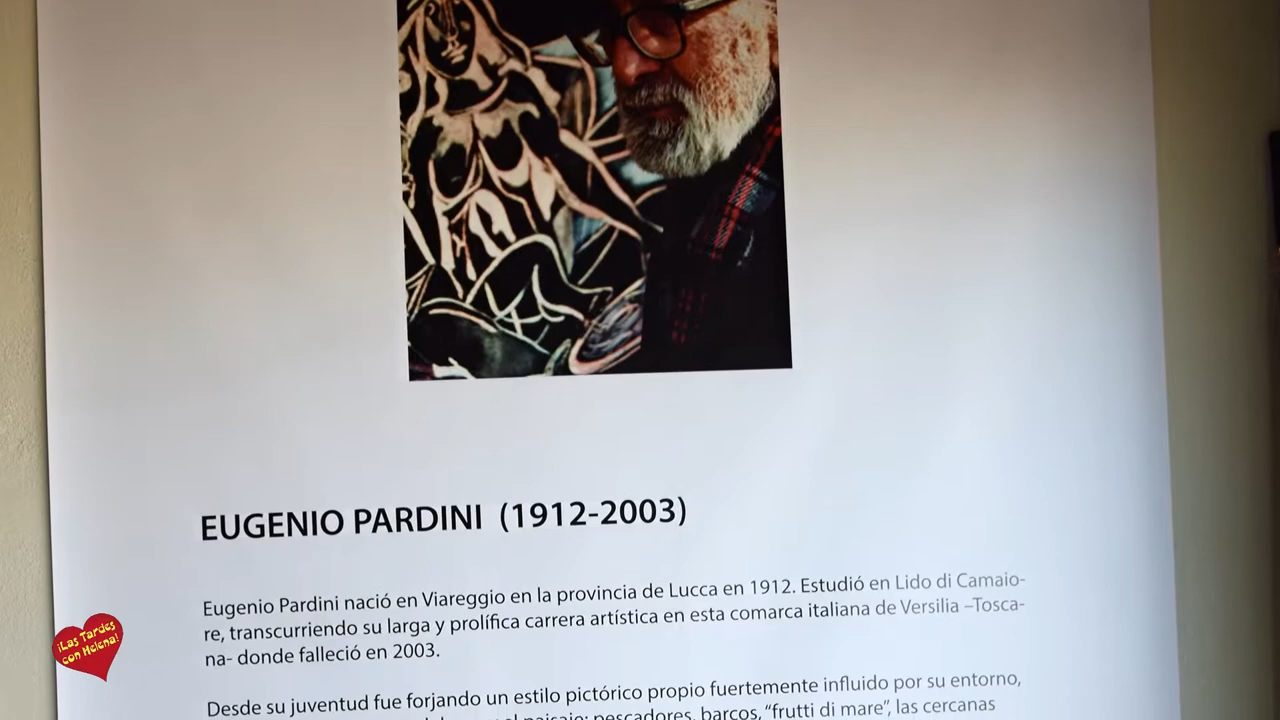 EUGENIO PARDINI (1912-2003)
Eugenio Pardini nació en Viareggio en la provincia de Lucca en 1912. Estudió en Lido di Camaio-
re, transcurriendo su larga y prolífica carrera artística en esta comarca italiana de Versilia –Tosca-
na- donde falleció en 2003.
Desde su juventud fue forjando un estilo pictórico propio fuertemente influido por su entorno,
paisaje: pescadores, barcos, “frutti di mare”, las cercanas
¡Las Tardes
con Helena!